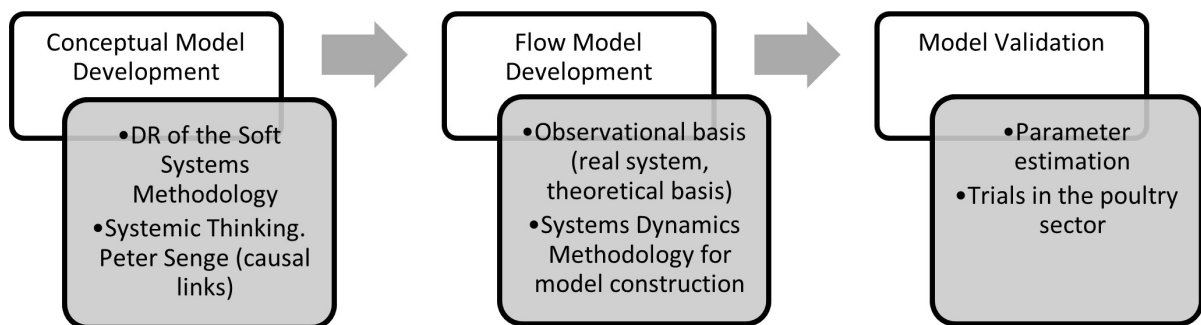 Conceptual Model
Development
•DR of the Soft
Systems
Methodology
•Systemic Thinking.
Peter Senge (causal
links)
Flow Model
Development
•Observational basis
(real system,
theoretical basis)
•Systems Dynamics
Methodology for
model construction
Model Validation
•Parameter
estimation
•Trials in the poultry
sector